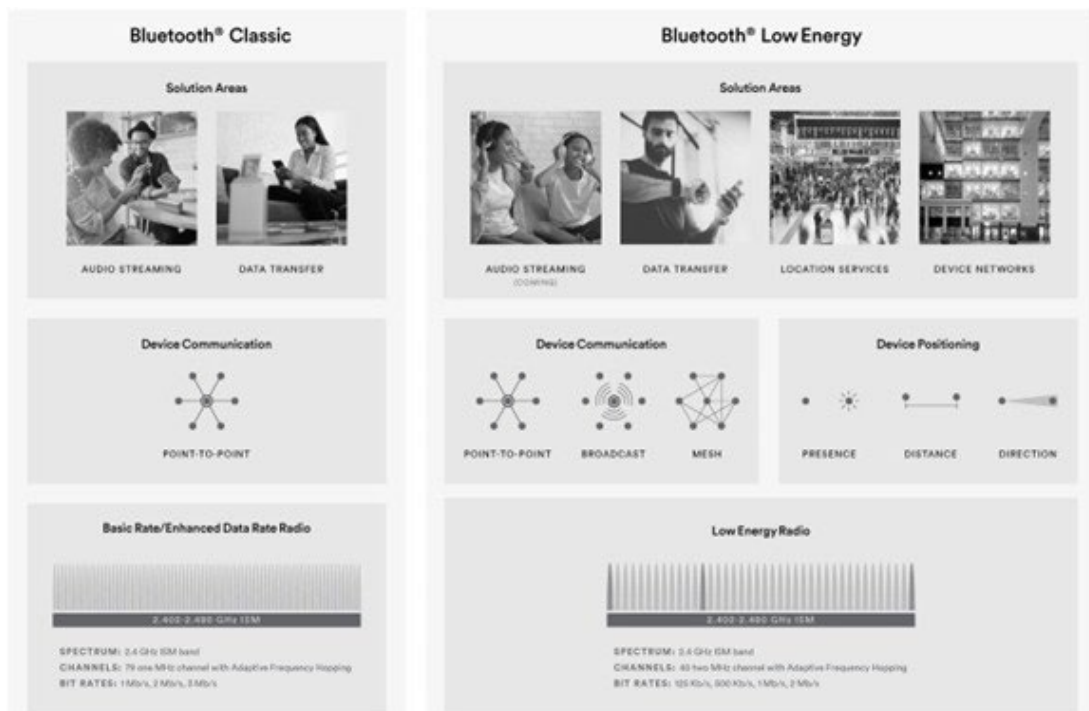 Bluetooth® Classic
Solution Areas
AUDIO STREAMING
DATA TRANSFER
Device Communication
POINT-TO-POINT
Basic Rate/Enhanced Data Rate Radio
2.402-2.480 GHz ISM
SPECTRUM: 2.4 GHz ISM band
CHANNELS: 79 one MHz channel with Adaptive Frequency Hopping
BIT RATES: 1 Mb/s, 2 Mb/s, 3 Mb/s
Bluetooth® Low Energy
Solution Areas
AUDIO STREAMING
(COMING)
DATA TRANSFER
LOCATION SERVICES
DEVICE NETWORKS
Device Communication
POINT-TO-POINT
BROADCAST
MESH
Device Positioning
PRESENCE
DISTANCE
DIRECTION
Low Energy Radio
2.402-2.480 GHz ISM
SPECTRUM: 2.4 GHz ISM band
CHANNELS: 40 two MHz channel with Adaptive Frequency Hopping
BIT RATES: 125 Kb/s, 500 Kb/s, 1 Mb/s, 2 Mb/s